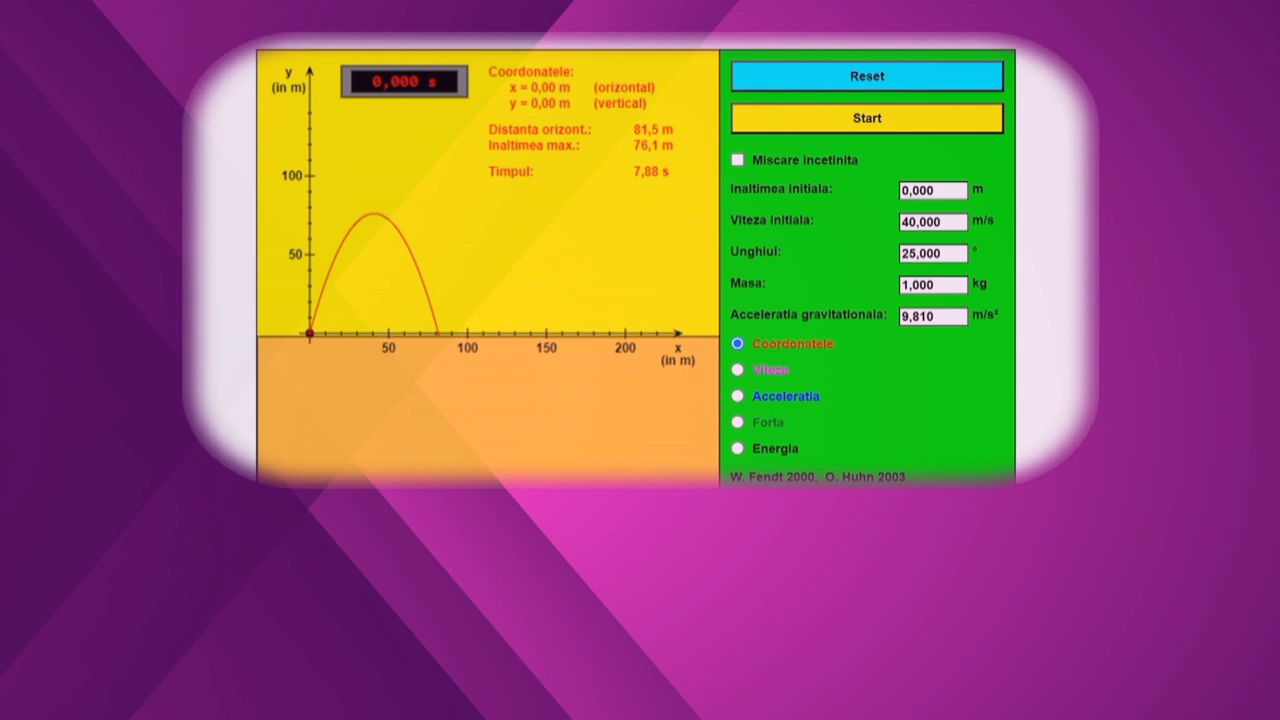 y
(in m)
0,000 s
Coordonatele:
x = 0,00 m (orizontal)
y = 0,00 m (vertical)
Distanta orizont.: 81,5 m
Inaltimea max.: 76,1 m
Timpul: 7,88 s
100
50
50 100 150 200 x
(in m)
Reset
Start
Miscare incetinita
Inaltimea initiala: 0,000 m
Viteza initiala: 40,000 m/s
Unghiul: 25,000 °
Masa: 1,000 kg
Acceleratia gravitationala: 9,810 m/s²
Coordonatele
Viteza
Acceleratia
Forta
Energia
W. Fendt 2000, O. Huhn 2003